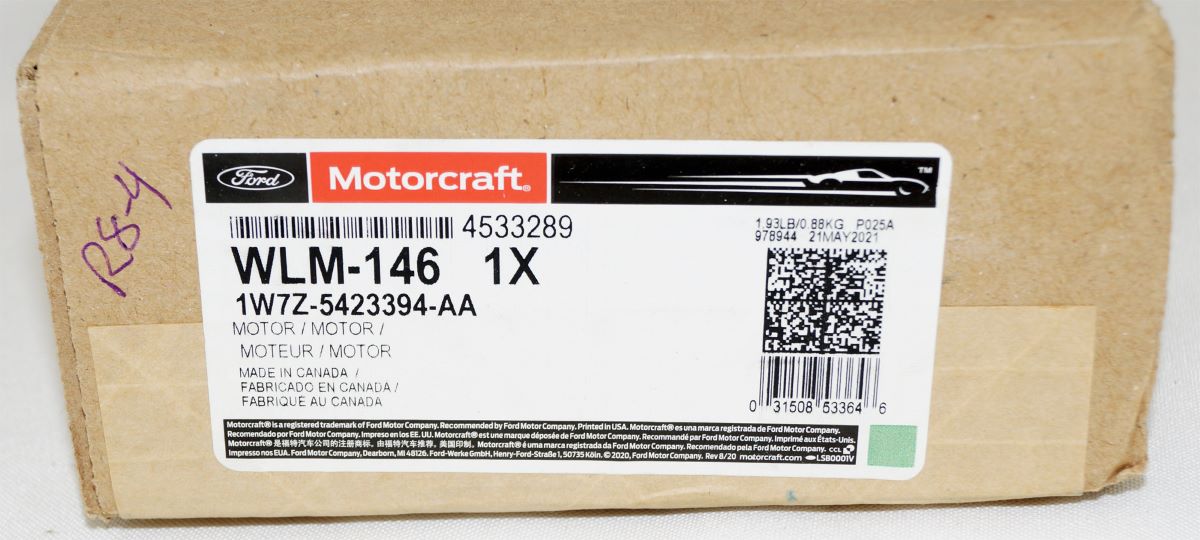 R8-4
Ford Motorcraft® ™
4533289
1.93LB/0.88KG P025A
978944 21MAY2021
WLM-146 1X
1W7Z-5423394-AA
MOTOR / MOTOR /
MOTEUR / MOTOR
MADE IN CANADA /
FABRICADO EN CANADA /
FABRIQUE AU CANADA
0 31508 53364 6
Motorcraft® is a registered trademark of Ford Motor Company. Recommended by Ford Motor Company. Printed in USA. Motorcraft® es una marca registrada de Ford Motor Company.
Recomendado por Ford Motor Company. Impreso en los EE. UU. Motorcraft® est une marque déposée de Ford Motor Company. Recommandé par Ford Motor Company. Imprimé aux États-Unis.
Motorcraft® 是福特汽车公司的注册商标。由福特汽车推荐。美国印制。Motorcraft® é uma marca registrada da Ford Motor Company. Recomendado pela Ford Motor Company. CCL
Impresso nos EUA. Ford Motor Company, Dearborn, MI 48126. Ford-Werke GmbH, Henry-Ford-Straße 1, 50735 Köln. © 2020, Ford Motor Company. Rev 8/20 motorcraft.com LSB0001V